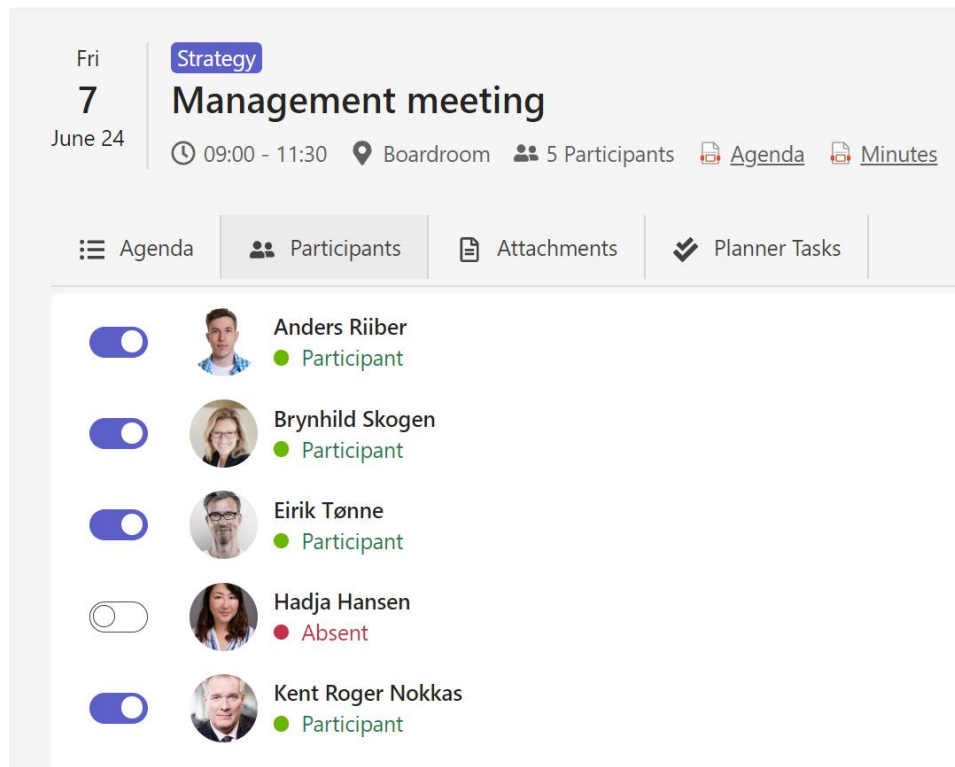 Fri
7
June 24
Strategy
Management meeting
09:00 - 11:30 Boardroom 5 Participants Agenda Minutes
Agenda Participants Attachments Planner Tasks
Anders Riiber
Participant
Brynhild Skogen
Participant
Eirik Tønne
Participant
Hadja Hansen
Absent
Kent Roger Nokkas
Participant